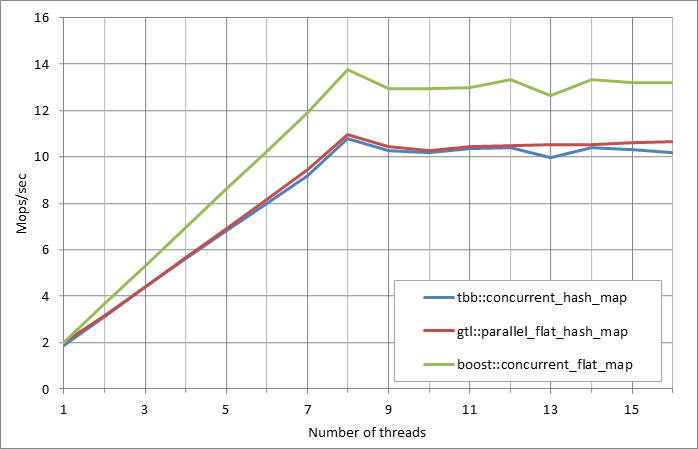 16
14
12
10
8
6
4
2
0
Mops/sec
tbb::concurrent_hash_map
gtl::parallel_flat_hash_map
boost::concurrent_flat_map
1 3 5 7 9 11 13 15
Number of threads